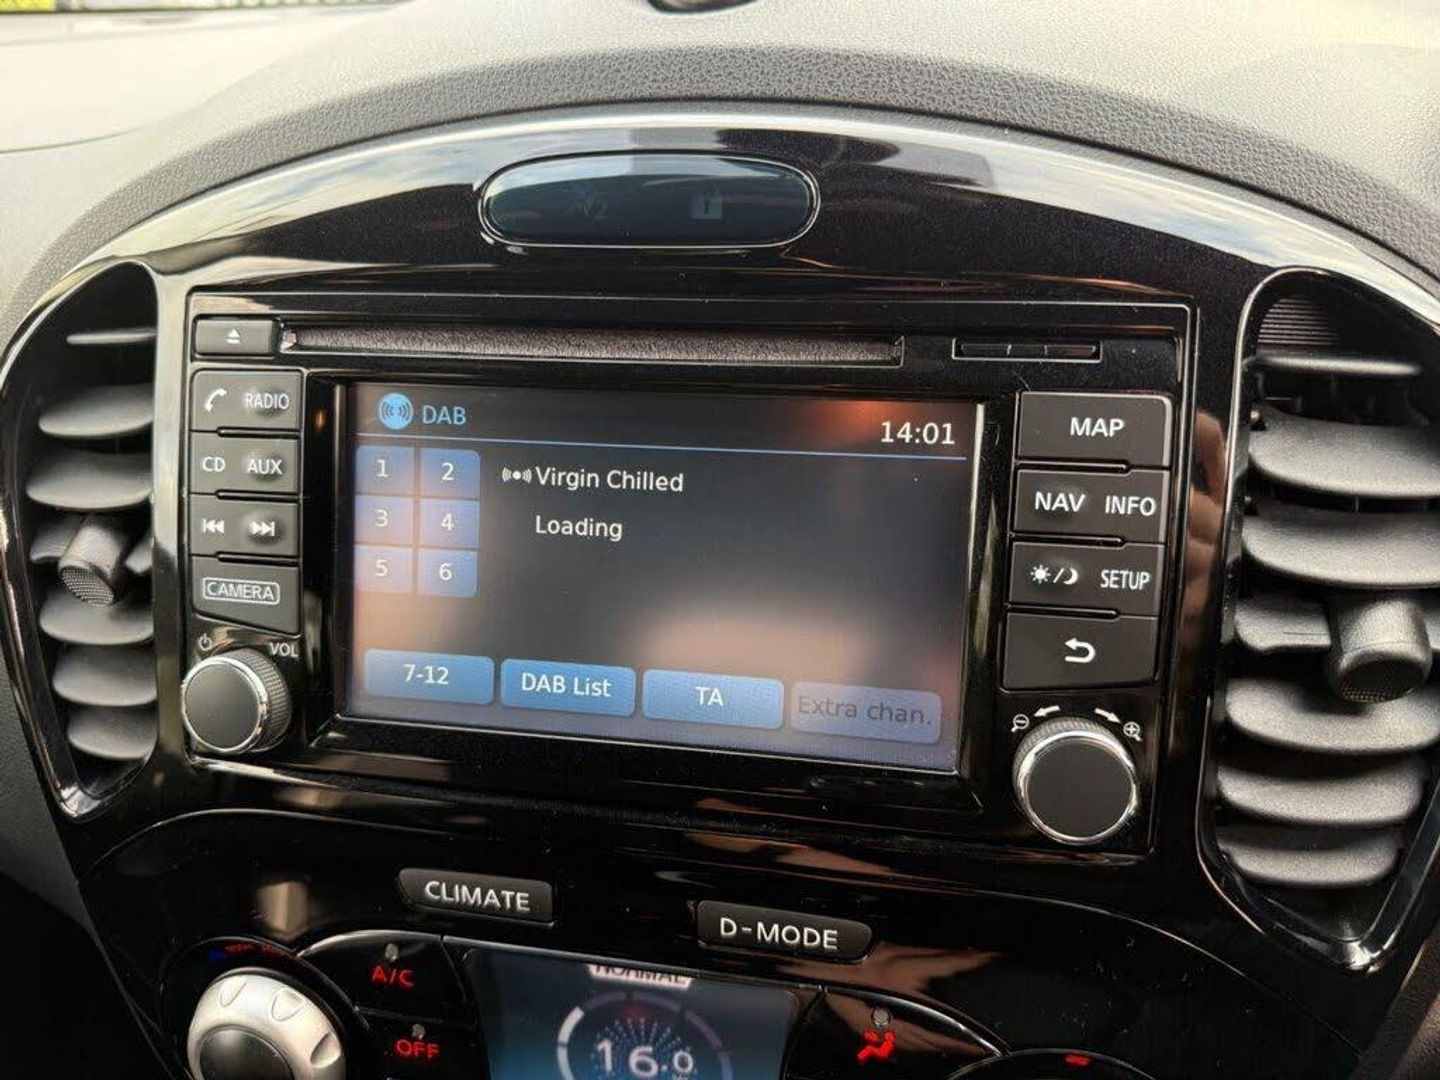 DAB
14:01
1 2
3 4
5 6
Virgin Chilled
Loading
7-12 DAB List TA Extra chan.
RADIO
CD AUX
CAMERA
VOL
MAP
NAV INFO
SETUP
CLIMATE
D-MODE
A/C
OFF
NORMAL
16.0